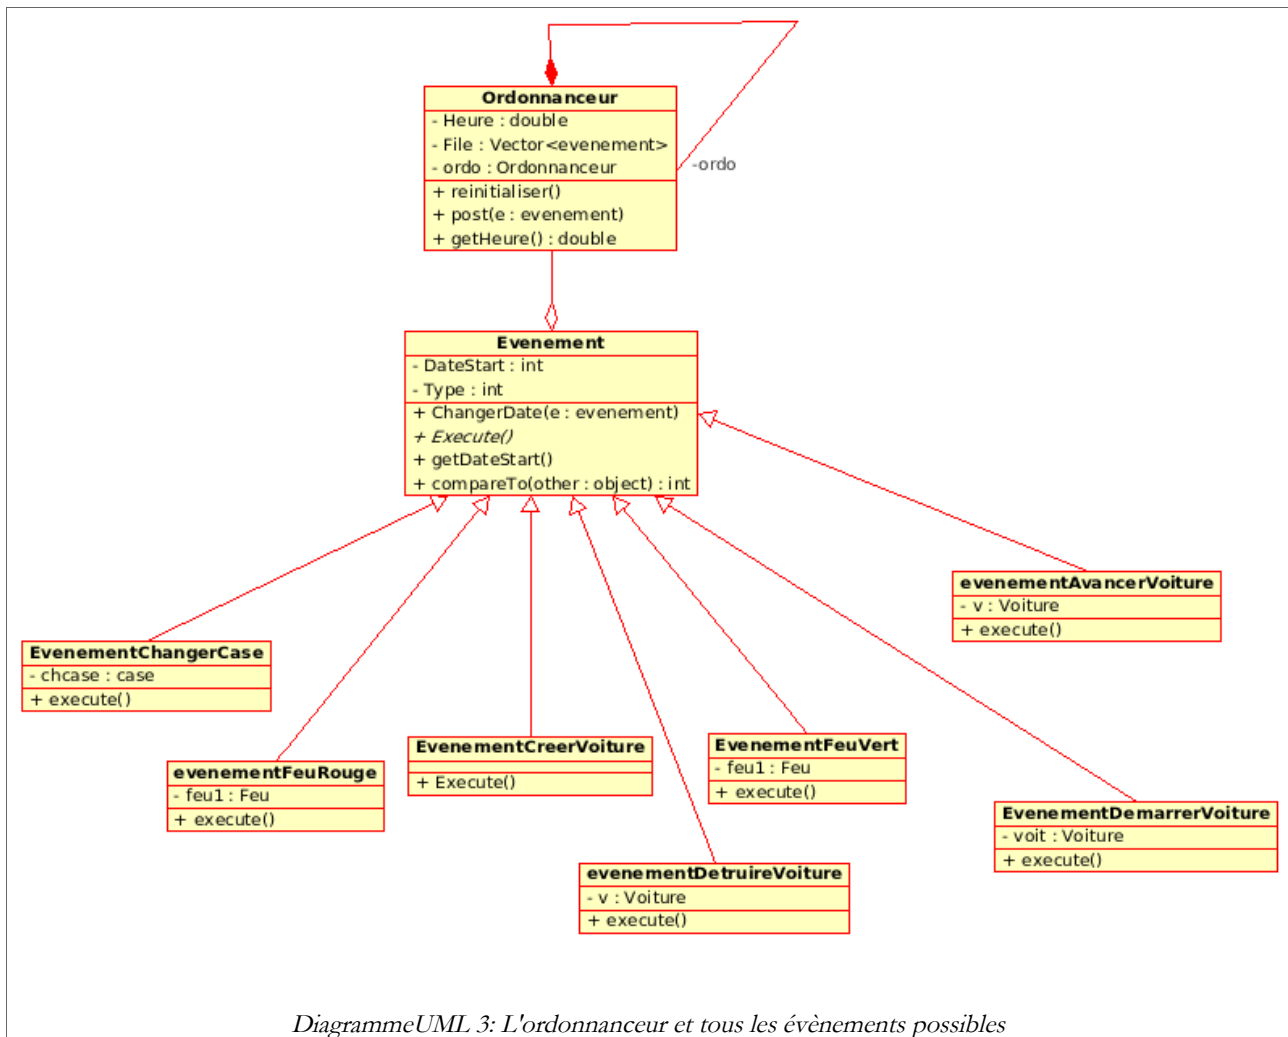 Ordonnanceur
- Heure : double
- File : Vector<evenement>
- ordo : Ordonnanceur
-ordo
+ reinitialiser()
+ post(e : evenement)
+ getHeure() : double
Evenement
- DateStart : int
- Type : int
+ ChangerDate(e : evenement)
+ Execute()
+ getDateStart()
+ compareTo(other : object) : int
evenementAvancerVoiture
- v : Voiture
+ execute()
EvenementChangerCase
- chcase : case
+ execute()
evenementFeuRouge
- feu1 : Feu
+ execute()
EvenementCreerVoiture
+ Execute()
EvenementFeuVert
- feu1 : Feu
+ execute()
EvenementDemarrerVoiture
- voit : Voiture
+ execute()
evenementDetruireVoiture
- v : Voiture
+ execute()
DiagrammeUML 3: L'ordonnanceur et tous les évènements possibles